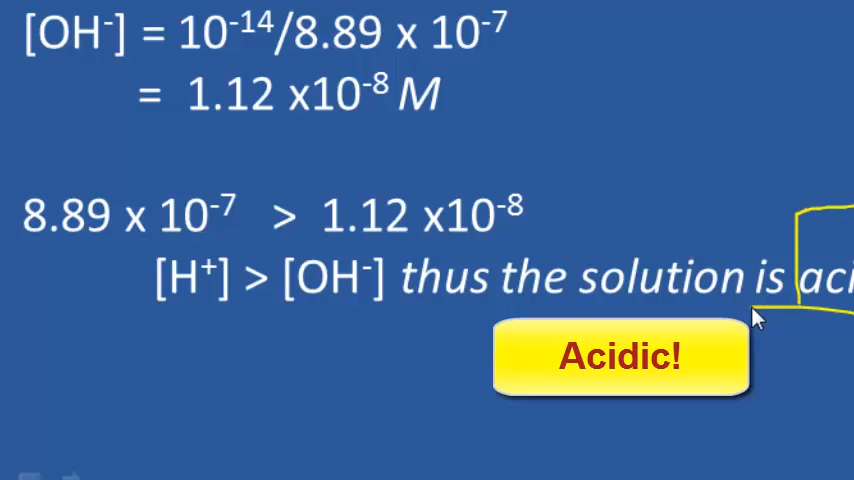 [OH⁻] = 10⁻¹⁴/8.89 x 10⁻⁷
= 1.12 x10⁻⁸ M
8.89 x 10⁻⁷ > 1.12 x10⁻⁸
[H⁺] > [OH⁻] thus the solution is aci
Acidic!